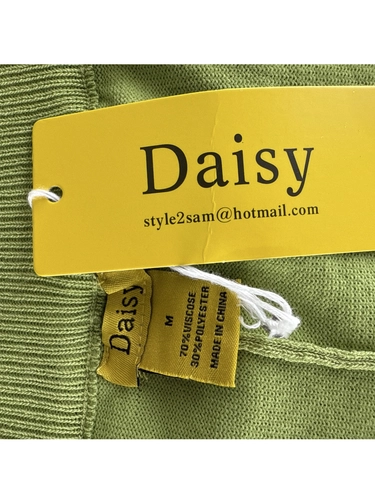 Daisy
style2sam@hotmail.com
Daisy
M
70%VISCOSE
30%POLYESTER
MADE IN CHINA